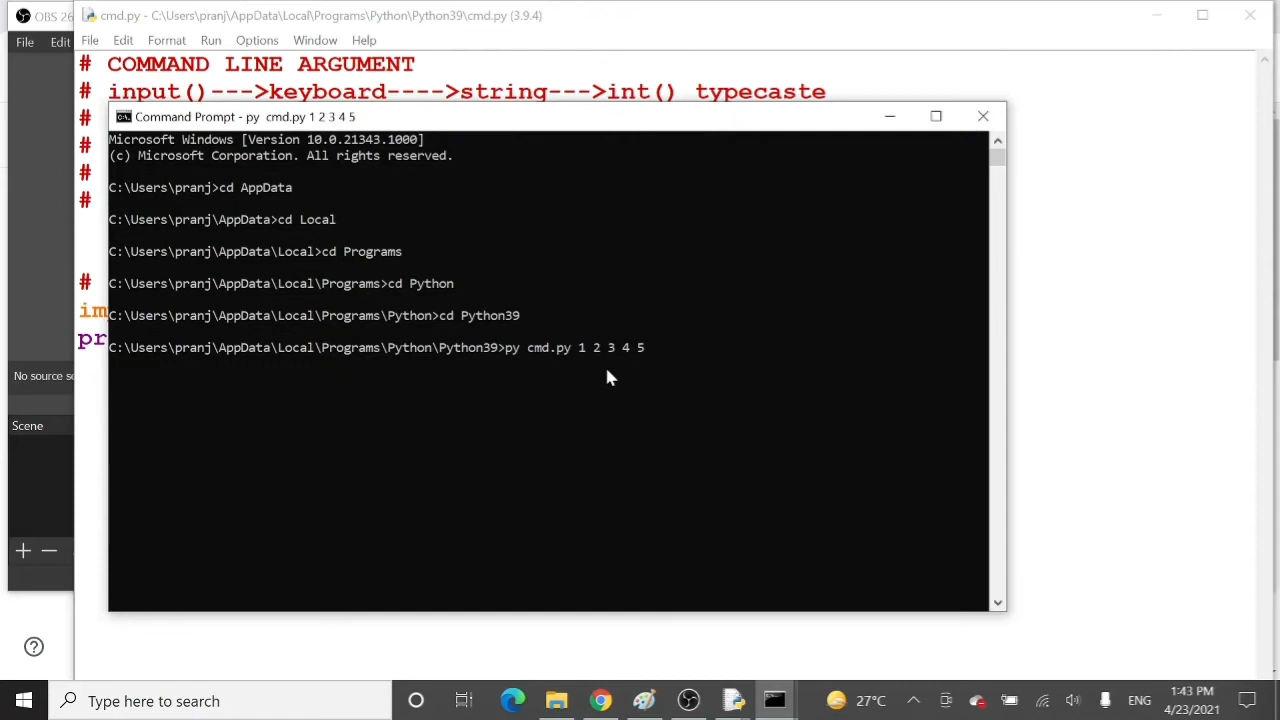 OBS 26
cmd.py - C:\Users\pranj\AppData\Local\Programs\Python\Python39\cmd.py (3.9.4)
File Edit
File Edit Format Run Options Window Help
# COMMAND LINE ARGUMENT
# input()--->keyboard---->string--->int() typecaste
#
Command Prompt - py cmd.py 1 2 3 4 5
Microsoft Windows [Version 10.0.21343.1000]
#
(c) Microsoft Corporation. All rights reserved.
#
C:\Users\pranj>cd AppData
#
C:\Users\pranj\AppData>cd Local
C:\Users\pranj\AppData\Local>cd Programs
#
C:\Users\pranj\AppData\Local\Programs>cd Python
im
C:\Users\pranj\AppData\Local\Programs\Python>cd Python39
pr
C:\Users\pranj\AppData\Local\Programs\Python\Python39>py cmd.py 1 2 3 4 5
No source se
Scene
Type here to search
27°C
ENG
1:43 PM
4/23/2021